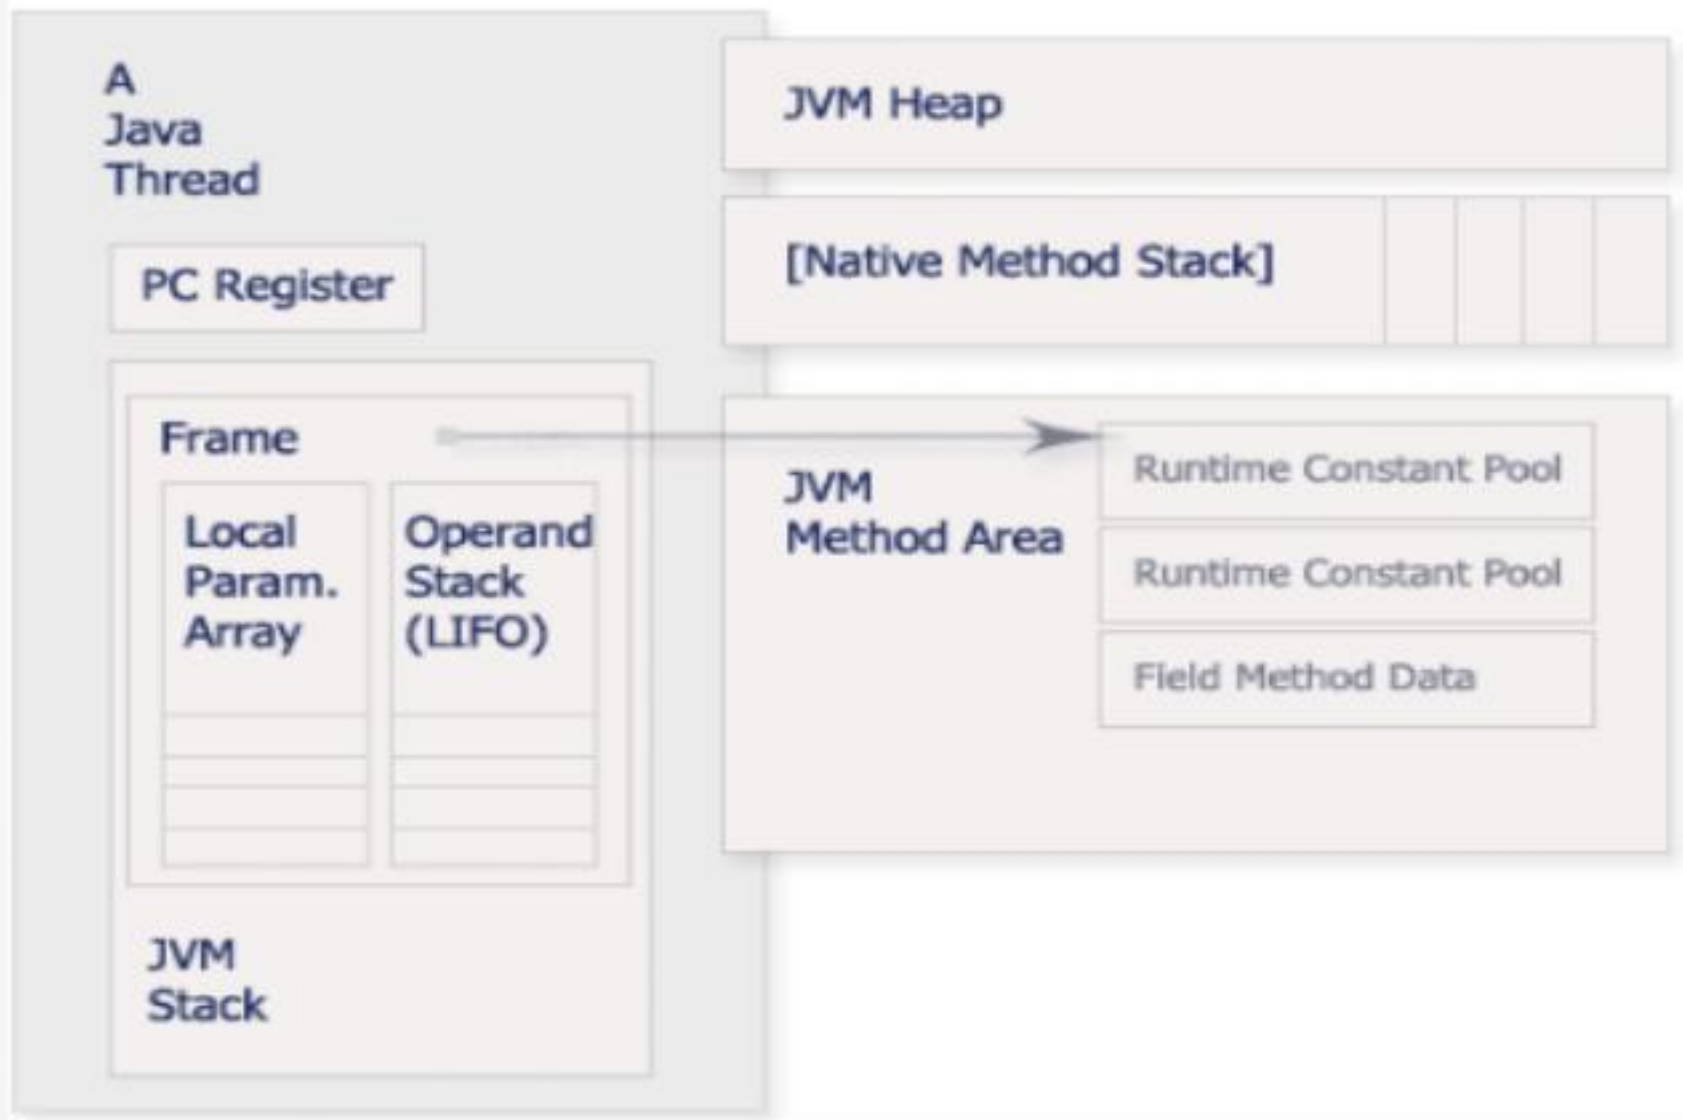 A
Java
Thread
PC Register
Frame
Local
Param.
Array
Operand
Stack
(LIFO)
JVM
Stack
JVM Heap
[Native Method Stack]
JVM
Method Area
Runtime Constant Pool
Runtime Constant Pool
Field Method Data